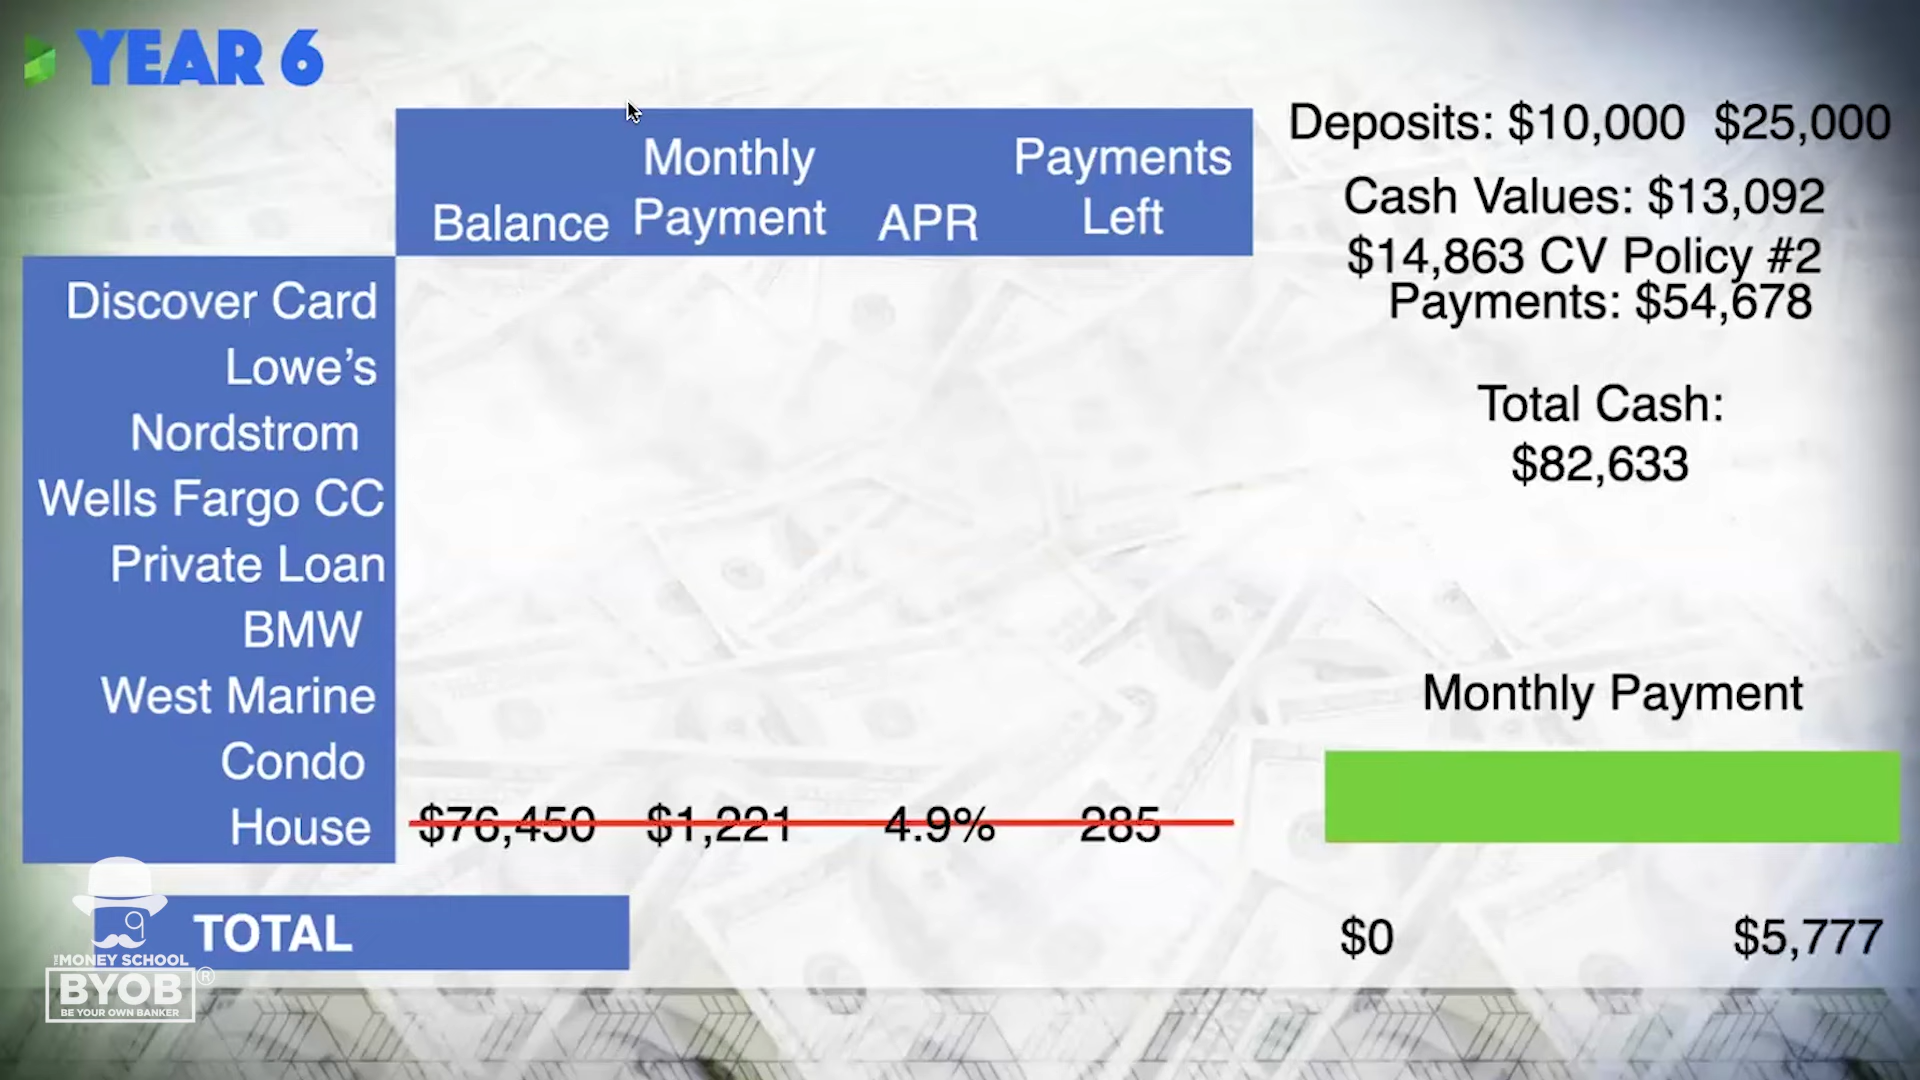 YEAR 6
Balance Monthly Payment APR Payments Left
Discover Card
Lowe's
Nordstrom
Wells Fargo CC
Private Loan
BMW
West Marine
Condo
House $76,450 $1,221 4.9% 285
TOTAL
Deposits: $10,000 $25,000
Cash Values: $13,092
$14,863 CV Policy #2
Payments: $54,678
Total Cash:
$82,633
Monthly Payment
$0 $5,777
THE MONEY SCHOOL
BYOB®
BE YOUR OWN BANKER